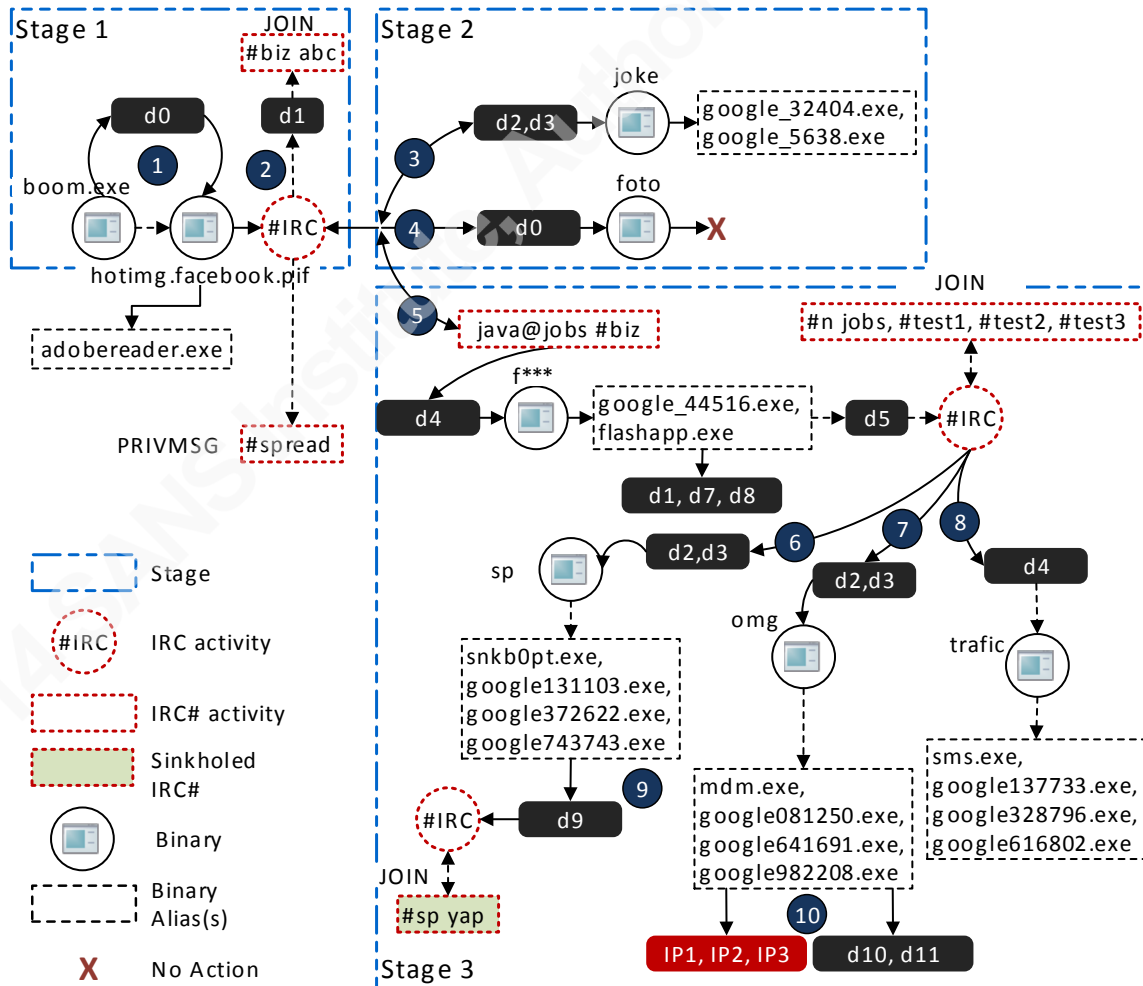 Stage 1
JOIN
#biz abc
d0
d1
1
2
boom.exe
#IRC
hotimg.facebook.pif
adobereader.exe
PRIVMSG
#spread
Stage 2
joke
d2,d3
google_32404.exe,
google_5638.exe
3
foto
4
d0
X
JOIN
5
java@jobs #biz
#n jobs, #test1, #test2, #test3
f***
d4
google_44516.exe,
flashapp.exe
d5
#IRC
d1, d7, d8
6
7
8
d2,d3
sp
d2,d3
d4
omg
trafic
snkb0pt.exe,
google131103.exe,
google372622.exe,
google743743.exe
mdm.exe,
google081250.exe,
google641691.exe,
google982208.exe
sms.exe,
google137733.exe,
google328796.exe,
google616802.exe
9
#IRC
d9
JOIN
#sp yap
10
IP1, IP2, IP3
d10, d11
Stage 3
Stage
#IRC
IRC activity
IRC# activity
Sinkholed
IRC#
Binary
Binary
Alias(s)
X
No Action